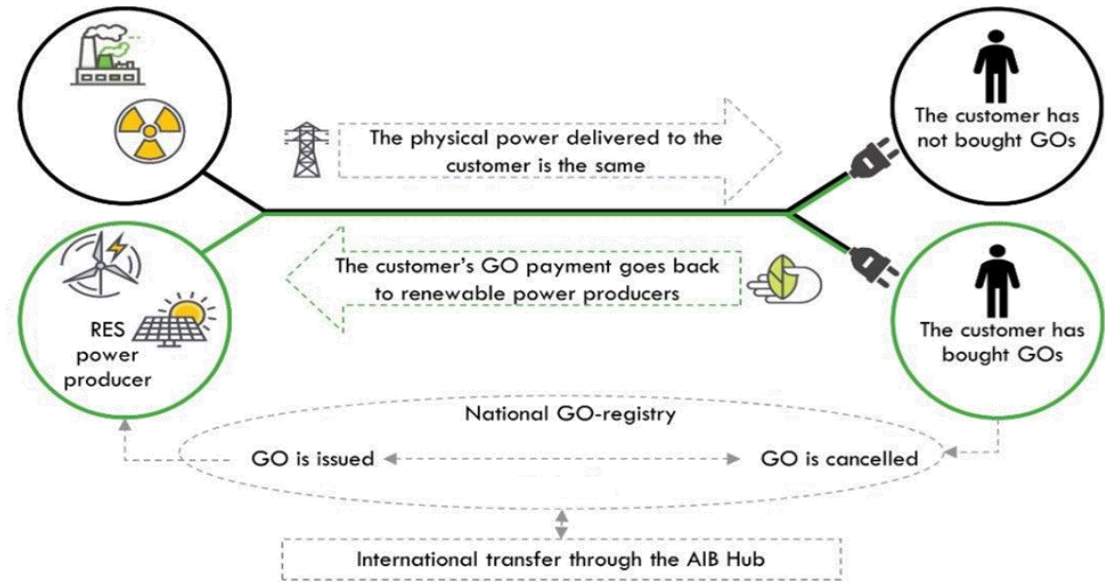 The customer has
not bought GOs
The physical power delivered to the
customer is the same
The customer's GO payment goes back
to renewable power producers
RES
power
producer
The customer has
bought GOs
National GO-registry
GO is issued
GO is cancelled
International transfer through the AIB Hub